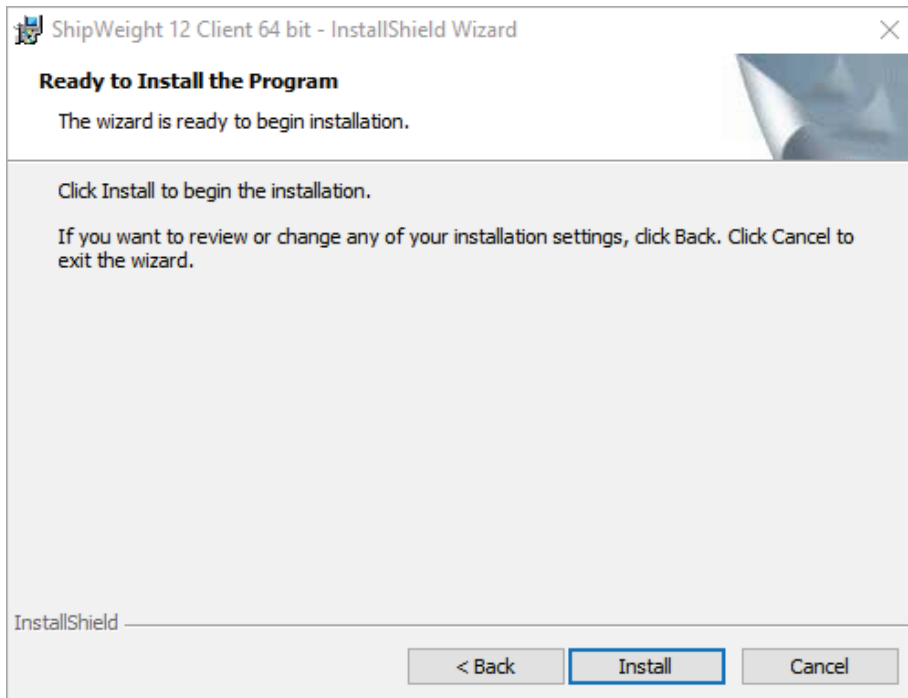 ShipWeight 12 Client 64 bit - InstallShield Wizard
Ready to Install the Program
The wizard is ready to begin installation.
Click Install to begin the installation.
If you want to review or change any of your installation settings, click Back. Click Cancel to
exit the wizard.
InstallShield
< Back
Install
Cancel